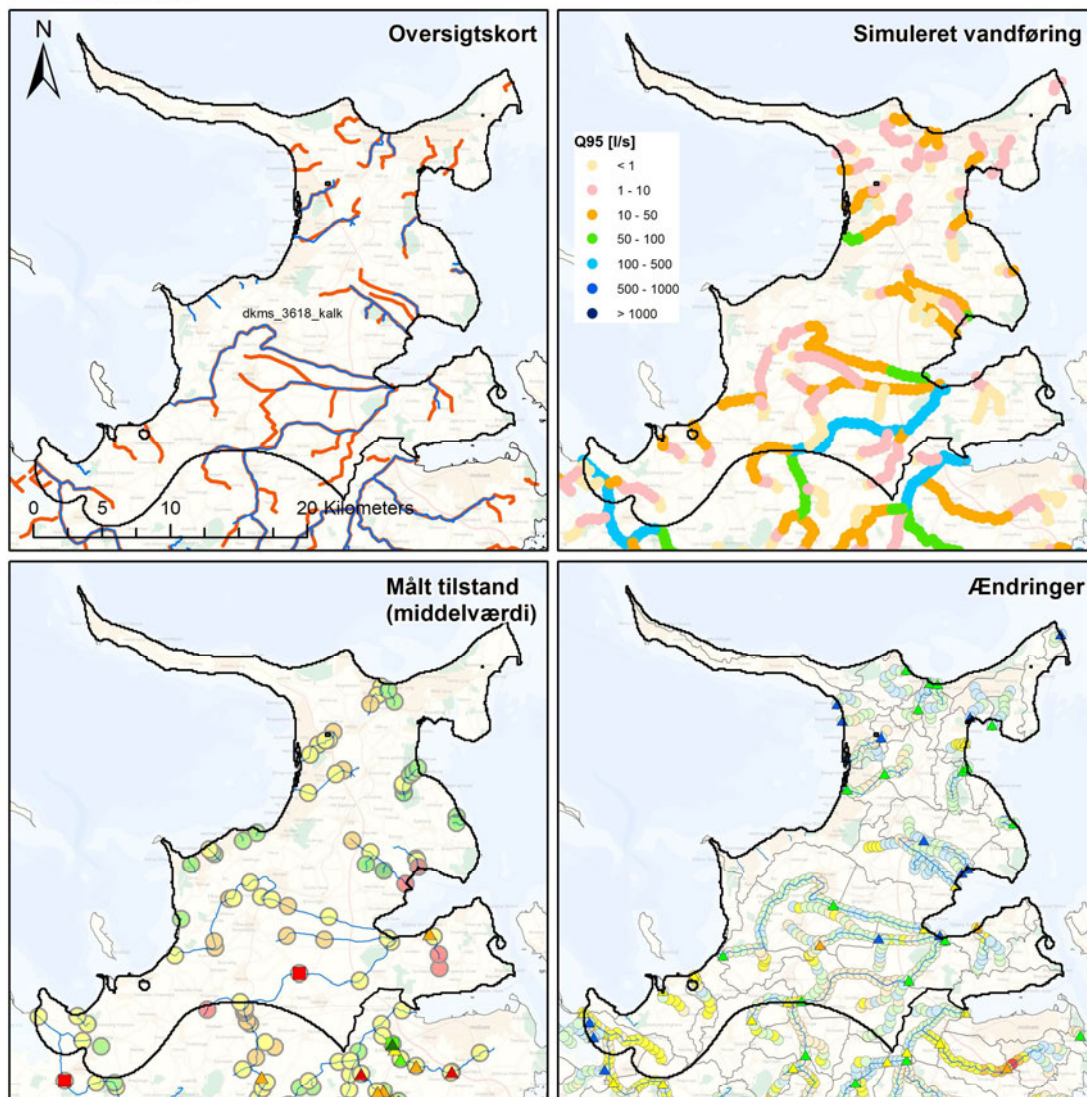 N
Oversigtskort
dkms_3618_kalk
0
5
10
20 Kilometers
Simuleret vandføring
Q95 [l/s]
< 1
1 - 10
10 - 50
50 - 100
100 - 500
500 - 1000
> 1000
Målt tilstand
(middelværdi)
Ændringer